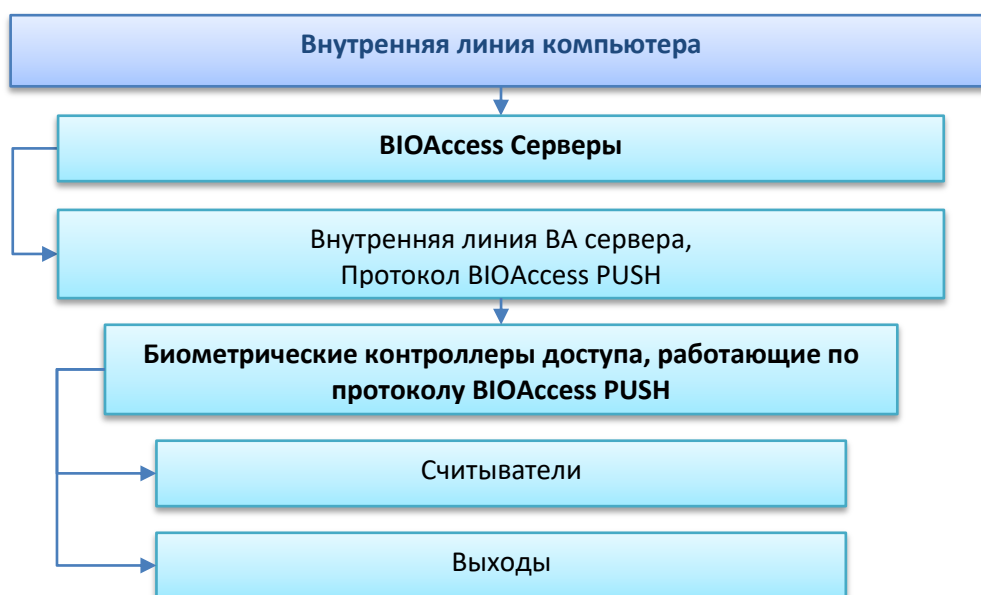 Внутренняя линия компьютера
BIOAccess Серверы
Внутренняя линия BA сервера,
Протокол BIOAccess PUSH
Биометрические контроллеры доступа, работающие по
протоколу BIOAccess PUSH
Считыватели
Выходы